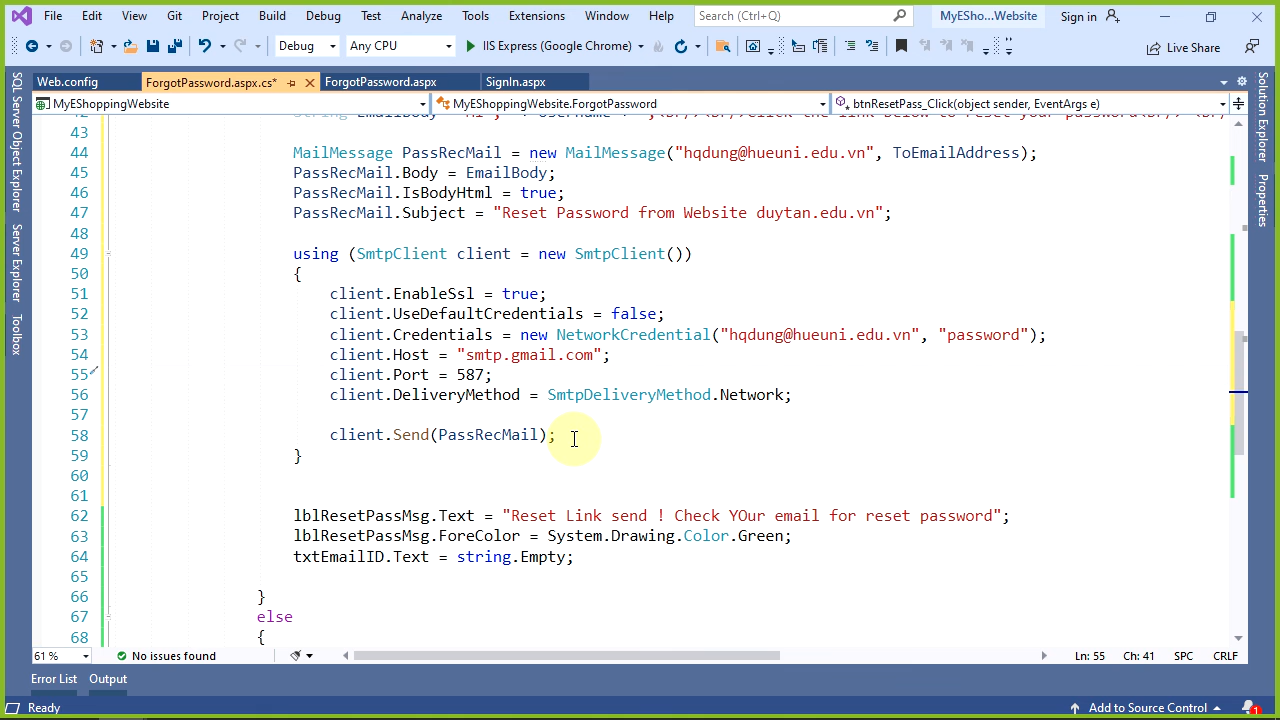 File Edit View Git Project Build Debug Test Analyze Tools Extensions Window Help Search (Ctrl+Q) MyESho...Website Sign in
Debug Any CPU IIS Express (Google Chrome) Live Share
Web.config ForgotPassword.aspx.cs* ForgotPassword.aspx SignIn.aspx
MyEShoppingWebsite MyEShoppingWebsite.ForgotPassword btnResetPass_Click(object sender, EventArgs e)
SQL Server Object Explorer
Server Explorer
Toolbox
Solution Explorer
Properties
43
44 MailMessage PassRecMail = new MailMessage("hqdung@hueuni.edu.vn", ToEmailAddress);
45 PassRecMail.Body = EmailBody;
46 PassRecMail.IsBodyHtml = true;
47 PassRecMail.Subject = "Reset Password from Website duytan.edu.vn";
48
49 using (SmtpClient client = new SmtpClient())
50 {
51 client.EnableSsl = true;
52 client.UseDefaultCredentials = false;
53 client.Credentials = new NetworkCredential("hqdung@hueuni.edu.vn", "password");
54 client.Host = "smtp.gmail.com";
55 client.Port = 587;
56 client.DeliveryMethod = SmtpDeliveryMethod.Network;
57
58 client.Send(PassRecMail);
59 }
60
61
62 lblResetPassMsg.Text = "Reset Link send ! Check YOur email for reset password";
63 lblResetPassMsg.ForeColor = System.Drawing.Color.Green;
64 txtEmailID.Text = string.Empty;
65
66 }
67 else
68 {
61 % No issues found Ln: 55 Ch: 41 SPC CRLF
Error List Output
Ready Add to Source Control 1